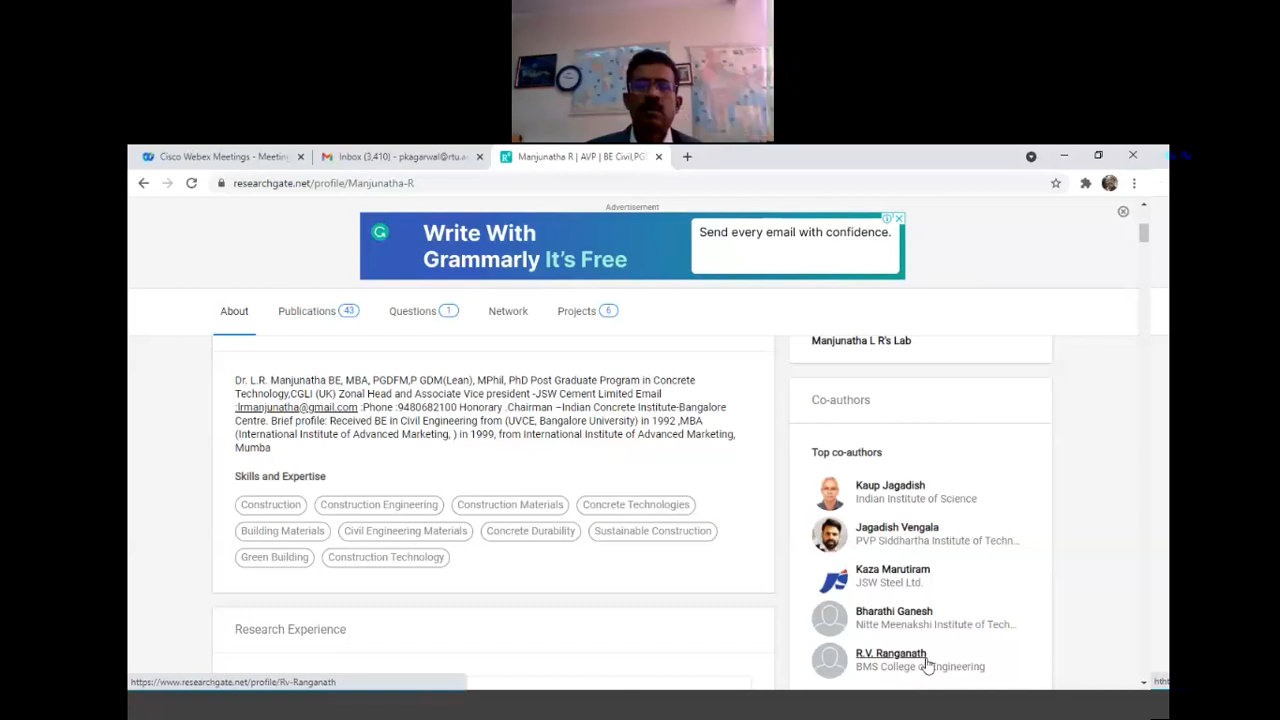 Cisco Webex Meetings - Meeting
Inbox (3,410) - pkagarwal@rtu.a
Manjunatha R | AVP | BE Civil,PG
researchgate.net/profile/Manjunatha-R
Advertisement
Write With
Grammarly It's Free
Send every email with confidence.
About
Publications 43
Questions 1
Network
Projects 6
Manjunatha L R's Lab
Dr. L.R. Manjunatha BE, MBA, PGDFM,P GDM(Lean), MPhil, PhD Post Graduate Program in Concrete
Technology,CGLI (UK) Zonal Head and Associate Vice president -JSW Cement Limited Email
:lrmanjunatha@gmail.com :Phone :9480682100 Honorary .Chairman –Indian Concrete Institute-Bangalore
Centre. Brief profile: Received BE in Civil Engineering from (UVCE, Bangalore University) in 1992 ,MBA
(International Institute of Advanced Marketing, ) in 1999, from International Institute of Advanced Marketing,
Mumba
Skills and Expertise
Construction
Construction Engineering
Construction Materials
Concrete Technologies
Building Materials
Civil Engineering Materials
Concrete Durability
Sustainable Construction
Green Building
Construction Technology
Research Experience
Co-authors
Top co-authors
Kaup Jagadish
Indian Institute of Science
Jagadish Vengala
PVP Siddhartha Institute of Techn...
Kaza Marutiram
JSW Steel Ltd.
Bharathi Ganesh
Nitte Meenakshi Institute of Tech...
R.V. Ranganath
BMS College of Engineering
https://www.researchgate.net/profile/Rv-Ranganath